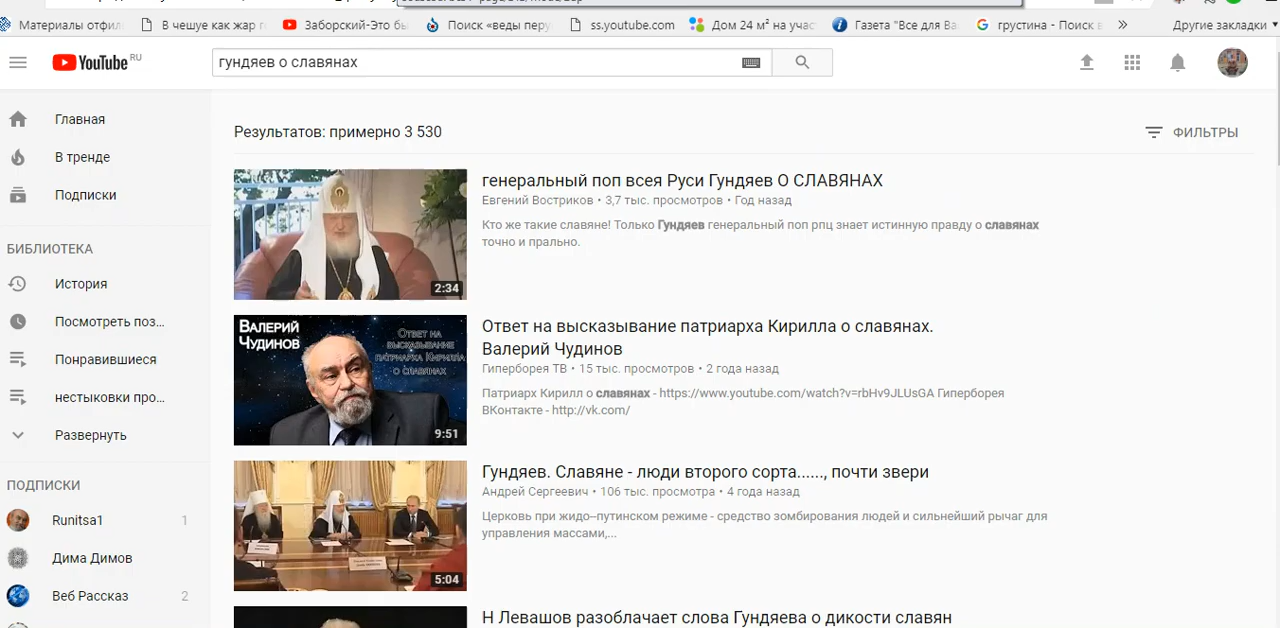 Материалы офили
В чешуе как жар г
Заборский-Это бы
Поиск «веды перу
ss.youtube.com
Дом 24 м² на учас
Газета "Все для Ва
грустина - Поиск в
»
Другие закладки
YouTube RU
гундяев о славянах
Главная
В тренде
Подписки
БИБЛИОТЕКА
История
Посмотреть поз...
Понравившиеся
нестыковки про...
Развернуть
ПОДПИСКИ
Runitsa1 1
Дима Димов
Веб Рассказ 2
Результатов: примерно 3 530
ФИЛЬТРЫ
2:34
генеральный поп всея Руси Гундяев О СЛАВЯНАХ
Евгений Востриков • 3,7 тыс. просмотров • Год назад
Кто же такие славяне! Только Гундяев генеральный поп рпц знает истинную правду о славянах
точно и прально.
ВАЛЕРИЙ
ЧУДИНОВ
ОТВЕТ НА
ВЫСКАЗЫВАНИЕ
ПАТРИАРХА КИРИЛЛА
О СЛАВЯНАХ
9:51
Ответ на высказывание патриарха Кирилла о славянах.
Валерий Чудинов
Гиперборея ТВ • 15 тыс. просмотров • 2 года назад
Патриарх Кирилл о славянах - https://www.youtube.com/watch?v=rbHv9JLUsGA Гиперборея
ВКонтакте - http://vk.com/
5:04
Гундяев. Славяне - люди второго сорта......, почти звери
Андрей Сергеевич • 106 тыс. просмотра • 4 года назад
Церковь при жидо–путинском режиме - средство зомбирования людей и сильнейший рычаг для
управления массами,...
Н Левашов разоблачает слова Гундяева о дикости славян